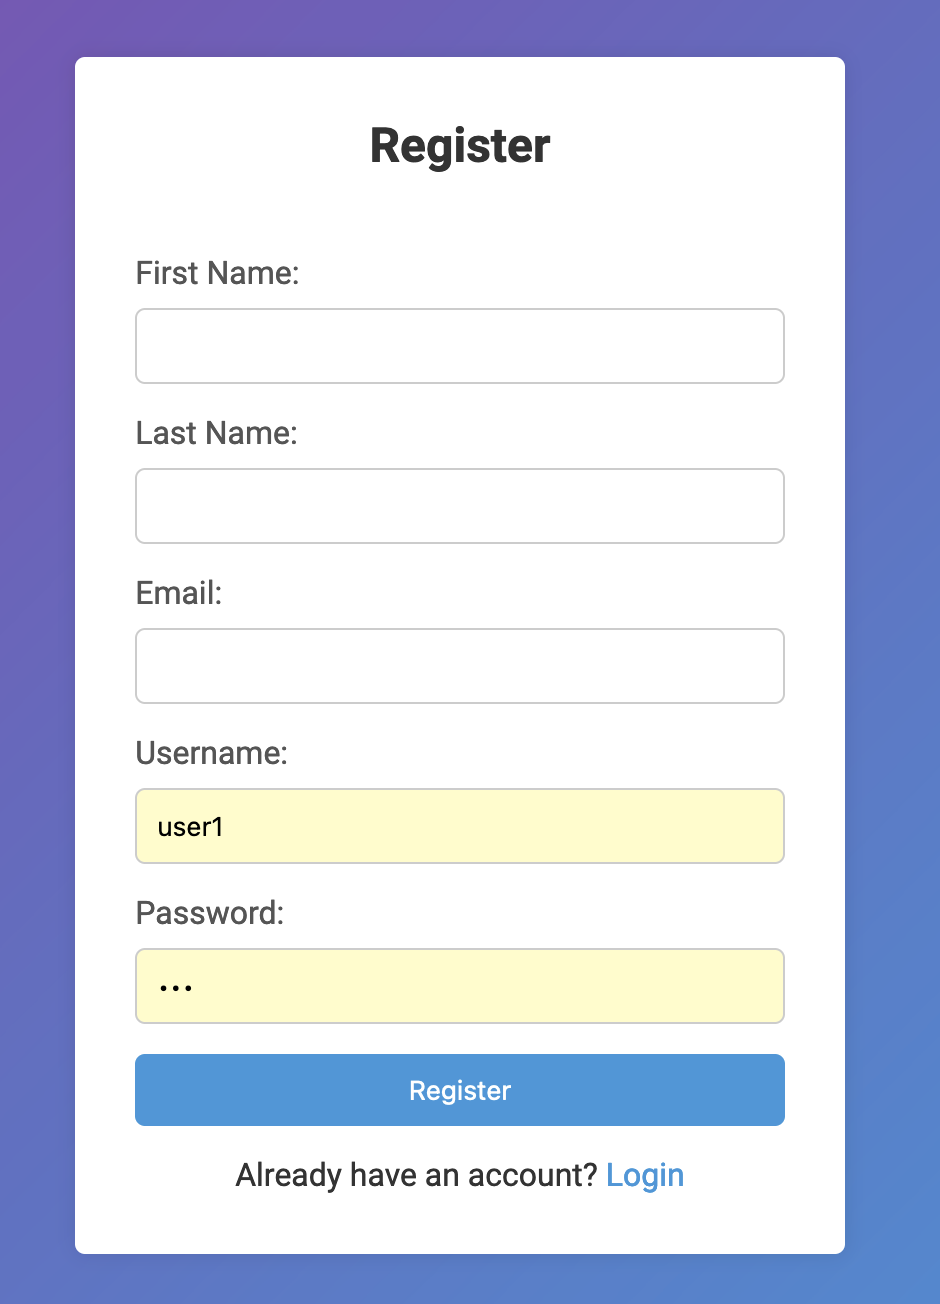 Register
First Name:
Last Name:
Email:
Username:
user1
Password:
•••
Register
Already have an account? Login